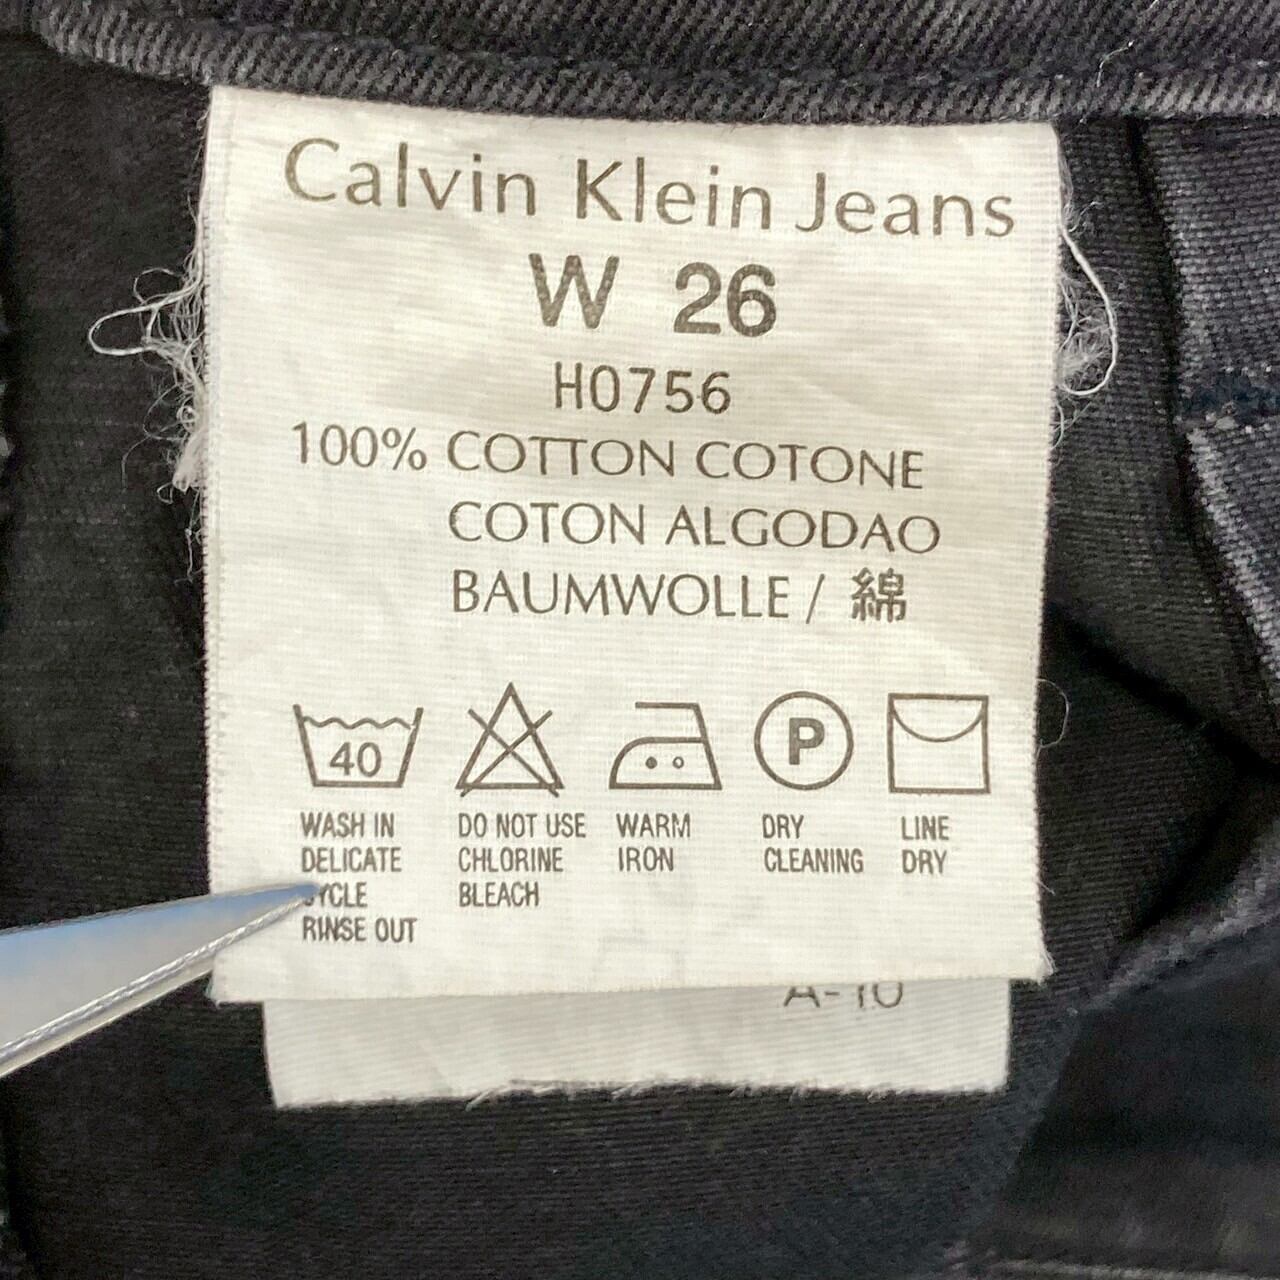 Calvin Klein Jeans
W 26
H0756
100% COTTON COTONE
COTON ALGODAO
BAUMWOLLE / 綿
40
P
WASH IN
DELICATE
CYCLE
RINSE OUT
DO NOT USE
CHLORINE
BLEACH
WARM
IRON
DRY
CLEANING
LINE
DRY
A-10